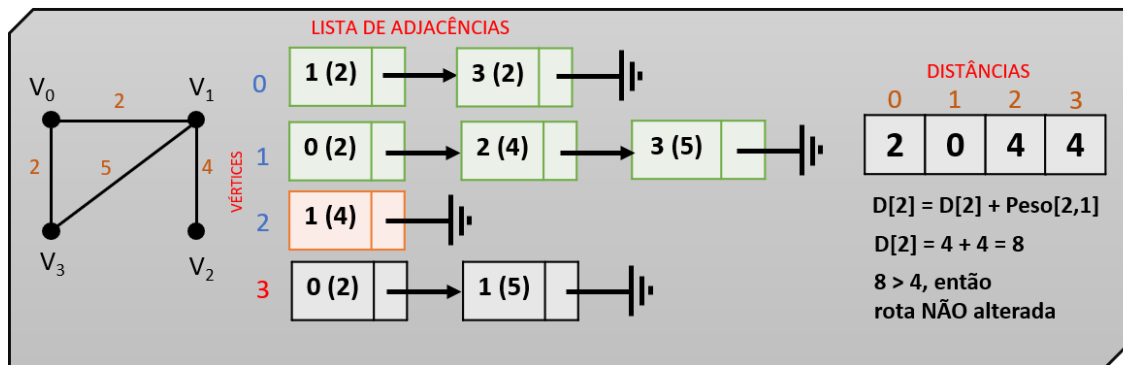 LISTA DE ADJACÊNCIAS
V0
V1
2
2
5
4
V3
V2
VÉRTICES
0
1 (2)
3 (2)
1
0 (2)
2 (4)
3 (5)
2
1 (4)
3
0 (2)
1 (5)
DISTÂNCIAS
0 1 2 3
2 0 4 4
D[2] = D[2] + Peso[2,1]
D[2] = 4 + 4 = 8
8 > 4, então
rota NÃO alterada